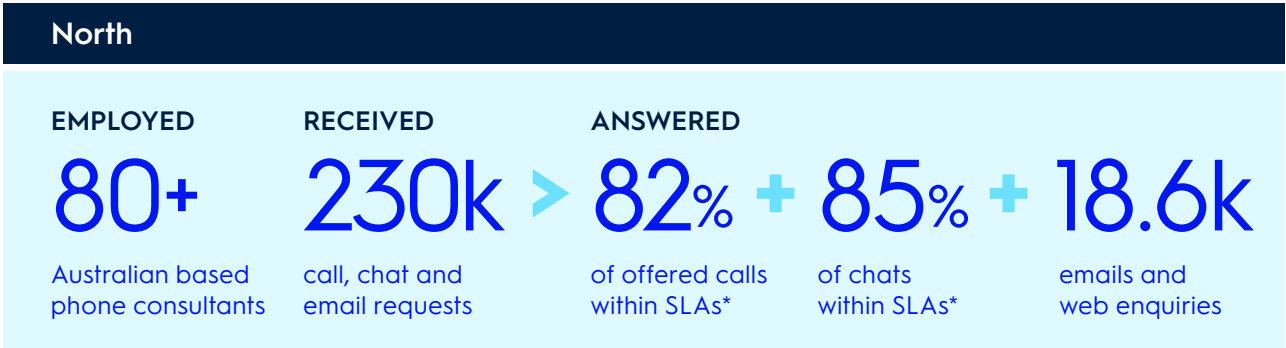 North
EMPLOYED
80+
Australian based
phone consultants
RECEIVED
230k
call, chat and
email requests
>
ANSWERED
82%
of offered calls
within SLAs*
+
85%
of chats
within SLAs*
+
18.6k
emails and
web enquiries